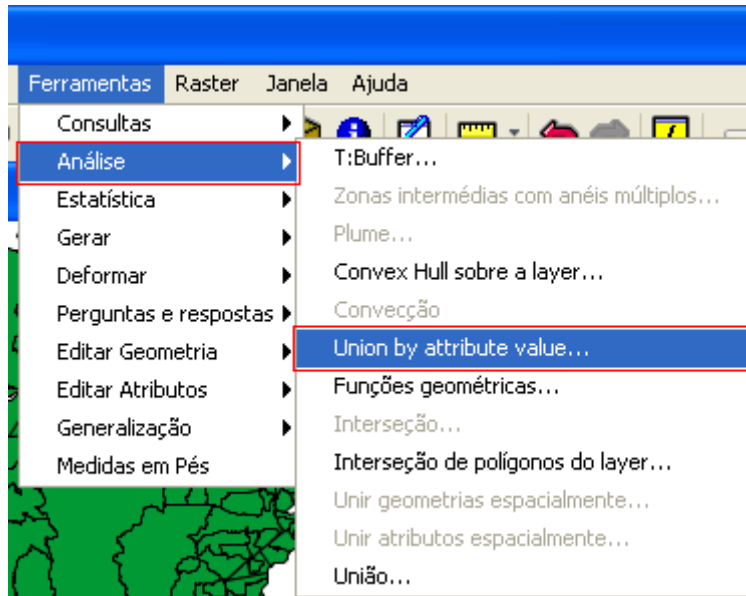 Ferramentas Raster Janela Ajuda
Consultas
Análise
Estatística
Gerar
Deformar
Perguntas e respostas
Editar Geometria
Editar Atributos
Generalização
Medidas em Pés
T:Buffer...
Zonas intermédias com anéis múltiplos...
Plume...
Convex Hull sobre a layer...
Convecção
Union by attribute value...
Funções geométricas...
Interseção...
Interseção de polígonos do layer...
Unir geometrias espacialmente...
Unir atributos espacialmente...
União...